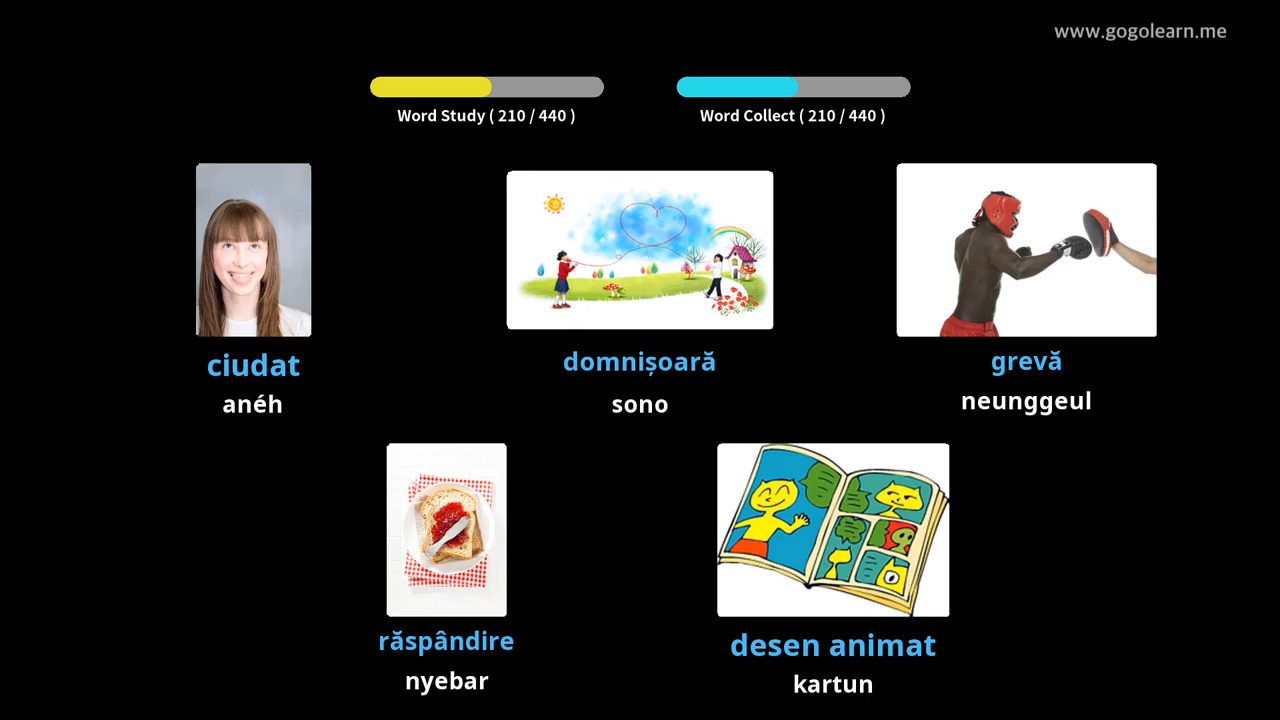 www.gogolearn.me
Word Study ( 210 / 440 )
Word Collect ( 210 / 440 )
ciudat
anéh
domnișoară
sono
grevă
neunggeul
răspândire
nyebar
desen animat
kartun